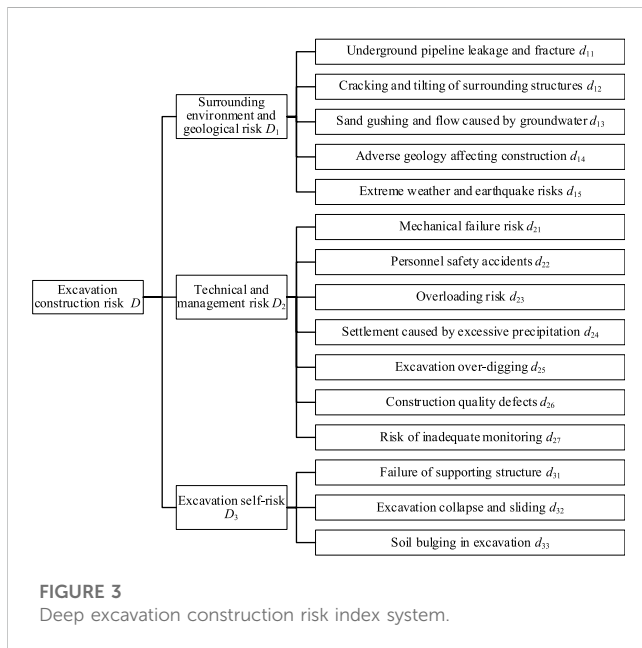 Excavation
construction risk D
Surrounding
environment and
geological risk D₁
Underground pipeline leakage and fracture d₁₁
Cracking and tilting of surrounding structures d₁₂
Sand gushing and flow caused by groundwater d₁₃
Adverse geology affecting construction d₁₄
Extreme weather and earthquake risks d₁₅
Technical and
management risk D₂
Mechanical failure risk d₂₁
Personnel safety accidents d₂₂
Overloading risk d₂₃
Settlement caused by excessive precipitation d₂₄
Excavation over-digging d₂₅
Construction quality defects d₂₆
Risk of inadequate monitoring d₂₇
Excavation self-risk
D₃
Failure of supporting structure d₃₁
Excavation collapse and sliding d₃₂
Soil bulging in excavation d₃₃
FIGURE 3
Deep excavation construction risk index system.